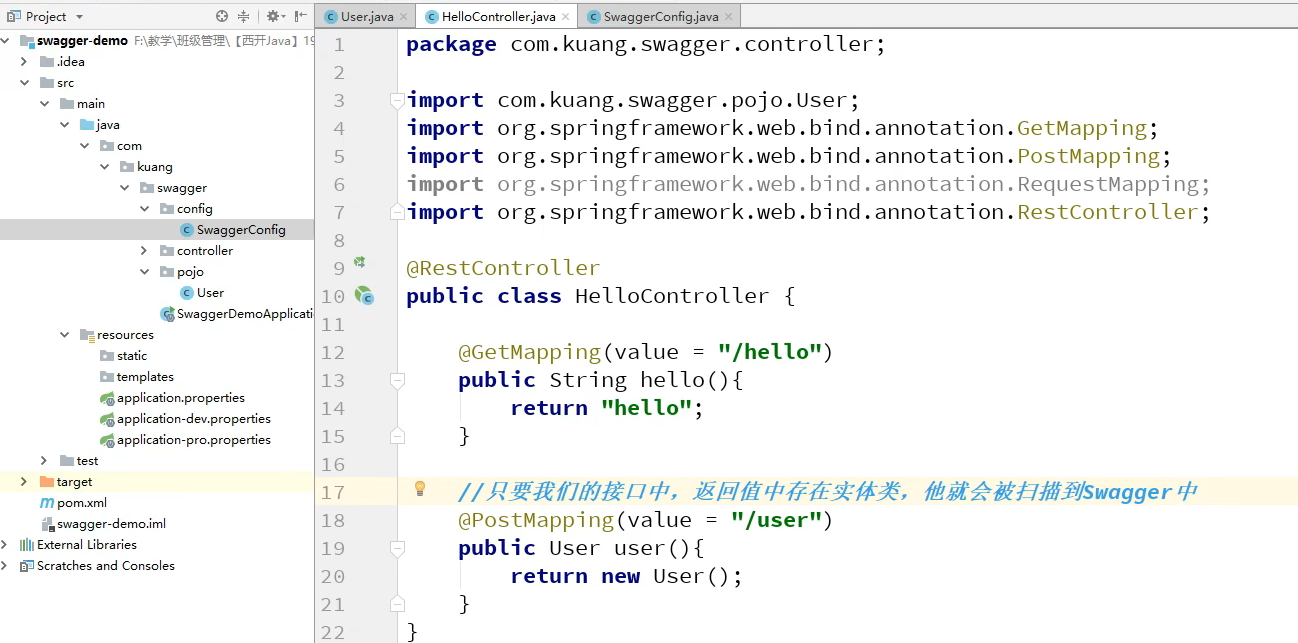 Project
swagger-demo F:\教学\班级管理\【西开Java】19
.idea
src
main
java
com
kuang
swagger
config
SwaggerConfig
controller
pojo
User
SwaggerDemoApplicati
resources
static
templates
application.properties
application-dev.properties
application-pro.properties
test
target
pom.xml
swagger-demo.iml
External Libraries
Scratches and Consoles
User.java HelloController.java SwaggerConfig.java
1 package com.kuang.swagger.controller;
2
3 import com.kuang.swagger.pojo.User;
4 import org.springframework.web.bind.annotation.GetMapping;
5 import org.springframework.web.bind.annotation.PostMapping;
6 import org.springframework.web.bind.annotation.RequestMapping;
7 import org.springframework.web.bind.annotation.RestController;
8
9 @RestController
10 public class HelloController {
11
12 @GetMapping(value = "/hello")
13 public String hello(){
14 return "hello";
15 }
16
17 //只要我们的接口中，返回值中存在实体类，他就会被扫描到Swagger中
18 @PostMapping(value = "/user")
19 public User user(){
20 return new User();
21 }
22 }